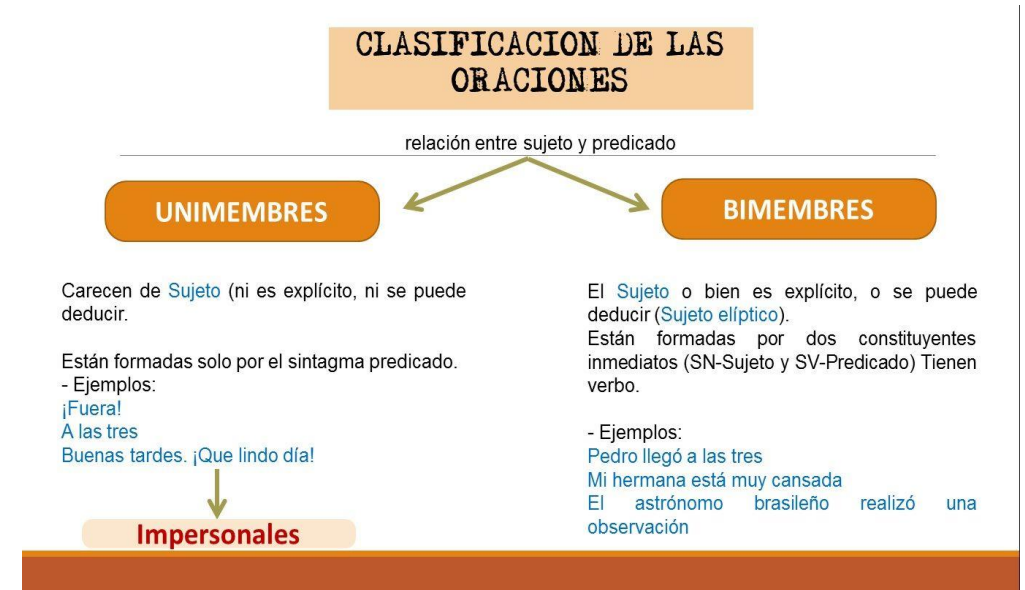 CLASIFICACION DE LAS
ORACIONES
relación entre sujeto y predicado
UNIMEMBRES
Carecen de Sujeto (ni es explícito, ni se puede
deducir.
Están formadas solo por el sintagma predicado.
- Ejemplos:
¡Fuera!
A las tres
Buenas tardes. ¡Que lindo día!
Impersonales
BIMEMBRES
El Sujeto o bien es explícito, o se puede
deducir (Sujeto elíptico).
Están formadas por dos constituyentes
inmediatos (SN-Sujeto y SV-Predicado) Tienen
verbo.
- Ejemplos:
Pedro llegó a las tres
Mi hermana está muy cansada
El astrónomo brasileño realizó una
observación